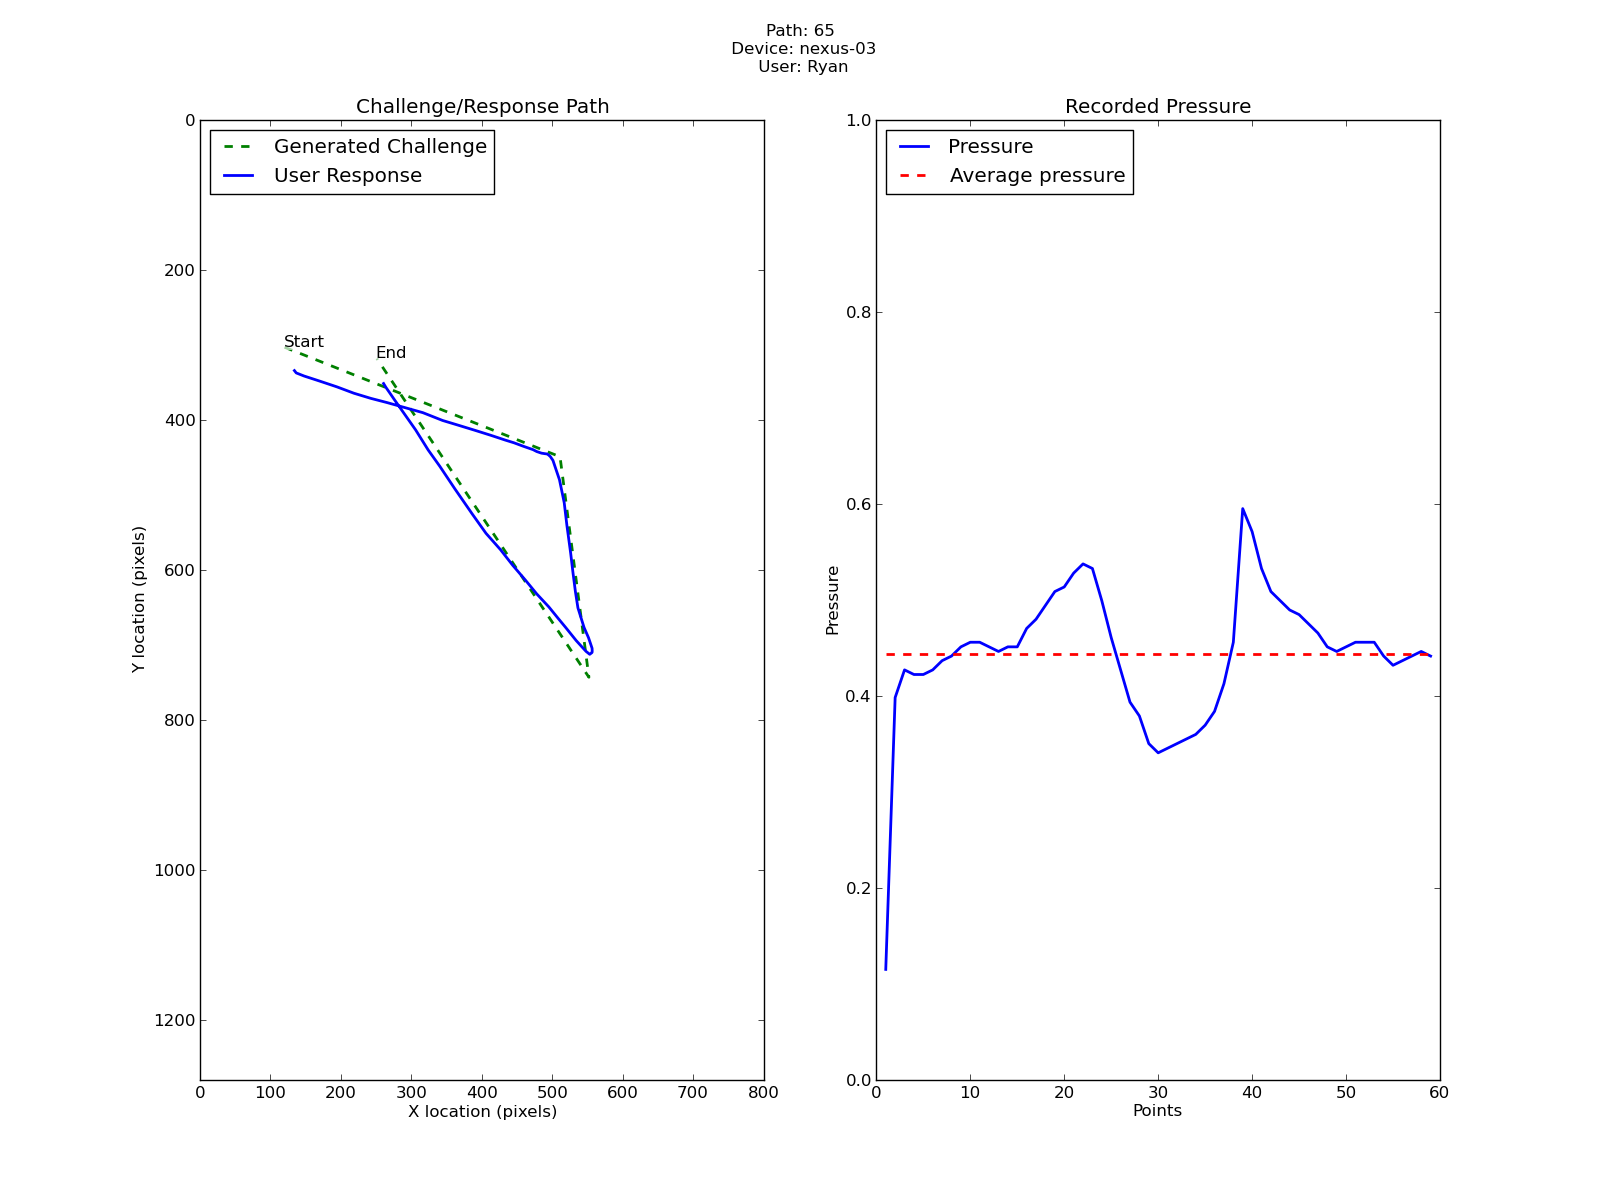 Path: 65
Device: nexus-03
User: Ryan
Challenge/Response Path
Generated Challenge
User Response
Start
End
0
200
400
600
800
1000
1200
Y location (pixels)
0 100 200 300 400 500 600 700 800
X location (pixels)
Recorded Pressure
Pressure
Average pressure
1.0
0.8
0.6
0.4
0.2
0.0
Pressure
0 10 20 30 40 50 60
Points